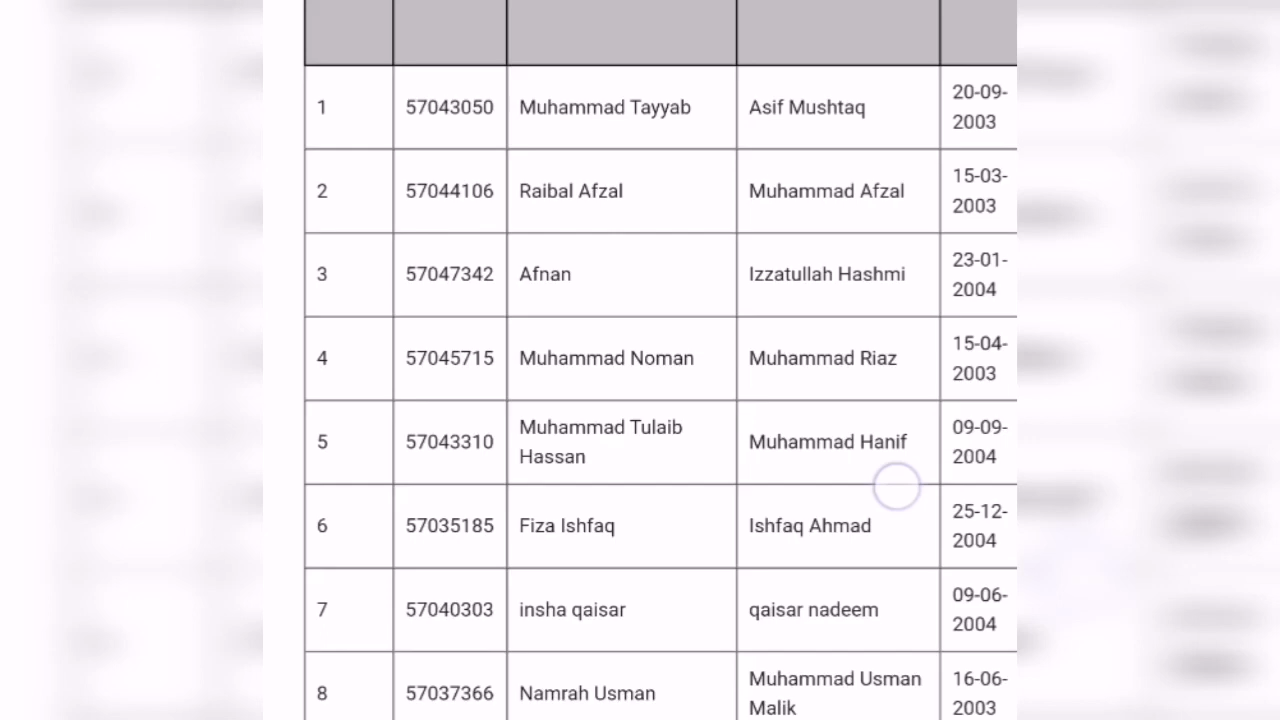 1 57043050 Muhammad Tayyab Asif Mushtaq 20-09-
2003
2 57044106 Raibal Afzal Muhammad Afzal 15-03-
2003
3 57047342 Afnan Izzatullah Hashmi 23-01-
2004
4 57045715 Muhammad Noman Muhammad Riaz 15-04-
2003
5 57043310 Muhammad Tulaib
Hassan Muhammad Hanif 09-09-
2004
6 57035185 Fiza Ishfaq Ishfaq Ahmad 25-12-
2004
7 57040303 insha qaisar qaisar nadeem 09-06-
2004
8 57037366 Namrah Usman Muhammad Usman
Malik 16-06-
2003